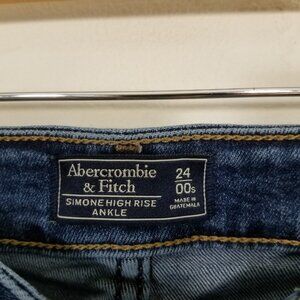 Abercrombie
& Fitch
SIMONE HIGH RISE
ANKLE
24
00s
MADE IN
GUATEMALA